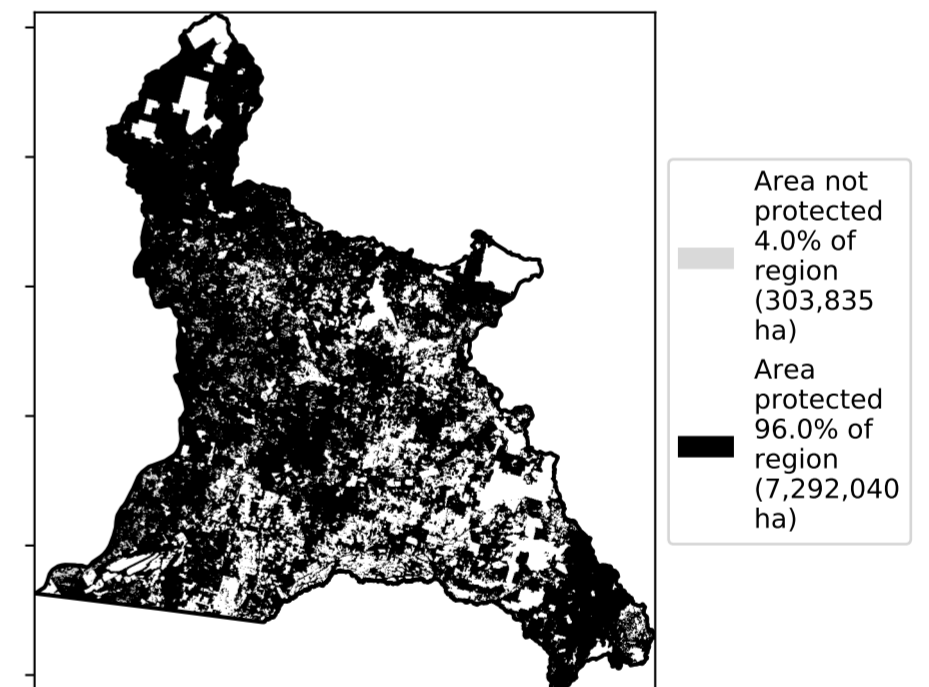 Area not
protected
4.0% of
region
(303,835
ha)
Area
protected
96.0% of
region
(7,292,040
ha)